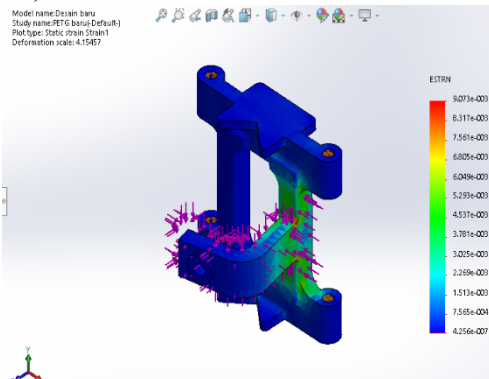 Model name:Desain baru
Study name:PETG baru(-Default-)
Plot type: Static strain Strain1
Deformation scale: 4.15457
ESTRN
9.073e-003
8.317e-003
7.561e-003
6.805e-003
6.049e-003
5.293e-003
4.537e-003
3.781e-003
3.025e-003
2.269e-003
1.513e-003
7.565e-004
4.256e-007
Y